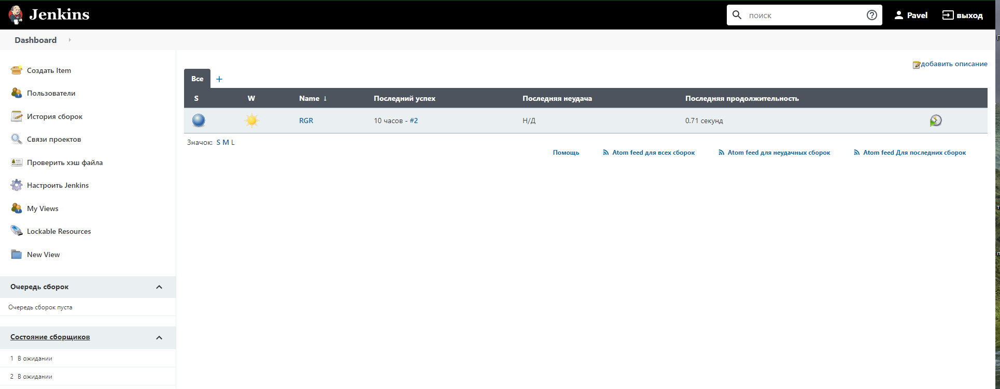 Jenkins
поиск
Pavel
выход
Dashboard
Создать Item
Пользователи
История сборок
Связи проектов
Проверить хэш файла
Настроить Jenkins
My Views
Lockable Resources
New View
Очередь сборок
Очередь сборок пуста
Состояние сборщиков
1 В ожидании
2 В ожидании
добавить описание
Все +
S W Name ↓ Последний успех Последняя неудача Последняя продолжительность
RGR 10 часов - #2 Н/Д 0.71 секунд
Значок: S M L
Помощь Atom feed для всех сборок Atom feed для неудачных сборок Atom feed Для последних сборок